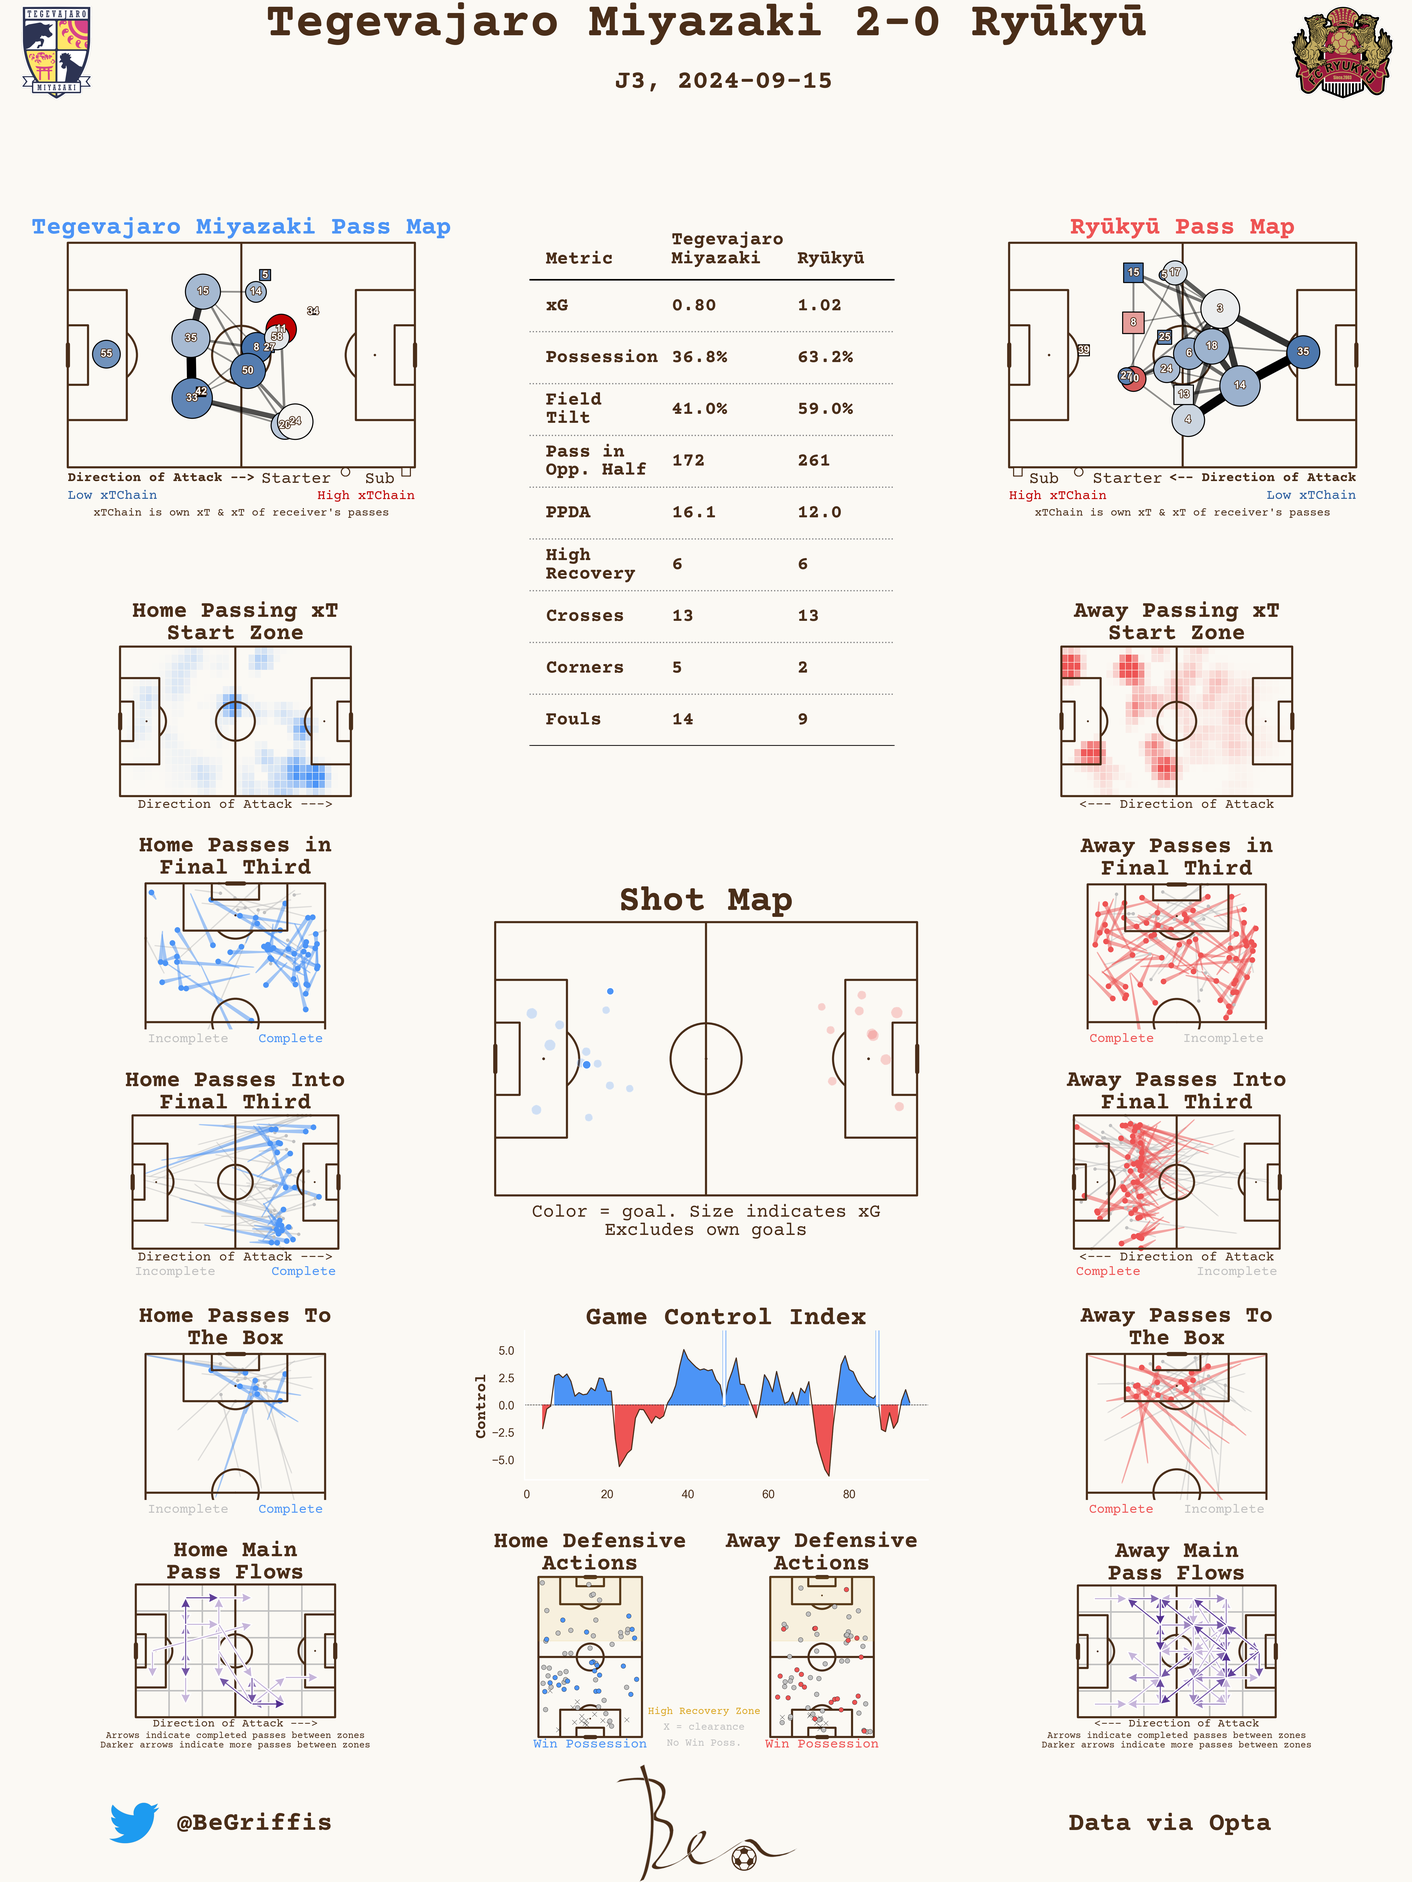 Tegevajaro Miyazaki 2-0 Ryūkyū
J3, 2024-09-15
TEGEVAJARO
MIYAZAKI
FC RYUKYU
Tegevajaro Miyazaki Pass Map
55
15
35
33
42
14
5
34
11
58
8
27
50
24
Direction of Attack --> Starter Sub
Low xTChain High xTChain
xTChain is own xT & xT of receiver's passes
Metric Tegevajaro Miyazaki Ryūkyū
xG 0.80 1.02
Possession 36.8% 63.2%
Field Tilt 41.0% 59.0%
Pass in Opp. Half 172 261
PPDA 16.1 12.0
High Recovery 6 6
Crosses 13 13
Corners 5 2
Fouls 14 9
Ryūkyū Pass Map
15
17
3
8
25
39
6
18
35
24
27
14
13
4
Sub Starter <-- Direction of Attack
High xTChain Low xTChain
xTChain is own xT & xT of receiver's passes
Home Passing xT
Start Zone
Direction of Attack --->
Away Passing xT
Start Zone
<--- Direction of Attack
Home Passes in
Final Third
Incomplete Complete
Away Passes in
Final Third
Complete Incomplete
Shot Map
Color = goal. Size indicates xG
Excludes own goals
Home Passes Into
Final Third
Direction of Attack --->
Incomplete Complete
Away Passes Into
Final Third
<--- Direction of Attack
Complete Incomplete
Home Passes To
The Box
Incomplete Complete
Game Control Index
Control
5.0
2.5
0.0
−2.5
−5.0
0 20 40 60 80
Away Passes To
The Box
Complete Incomplete
Home Main
Pass Flows
Direction of Attack --->
Arrows indicate completed passes between zones
Darker arrows indicate more passes between zones
Home Defensive
Actions
Win Possession
High Recovery Zone
X = clearance
No Win Poss.
Away Defensive
Actions
Win Possession
Away Main
Pass Flows
<--- Direction of Attack
Arrows indicate completed passes between zones
Darker arrows indicate more passes between zones
@BeGriffis
Ben
Data via Opta